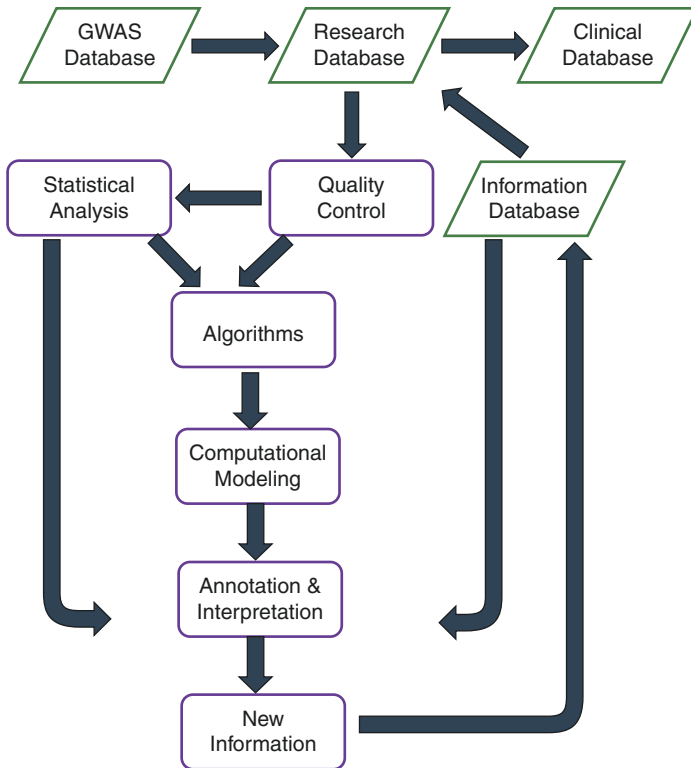 GWAS
Database
Research
Database
Clinical
Database
Statistical
Analysis
Quality
Control
Information
Database
Algorithms
Computational
Modeling
Annotation &
Interpretation
New
Information